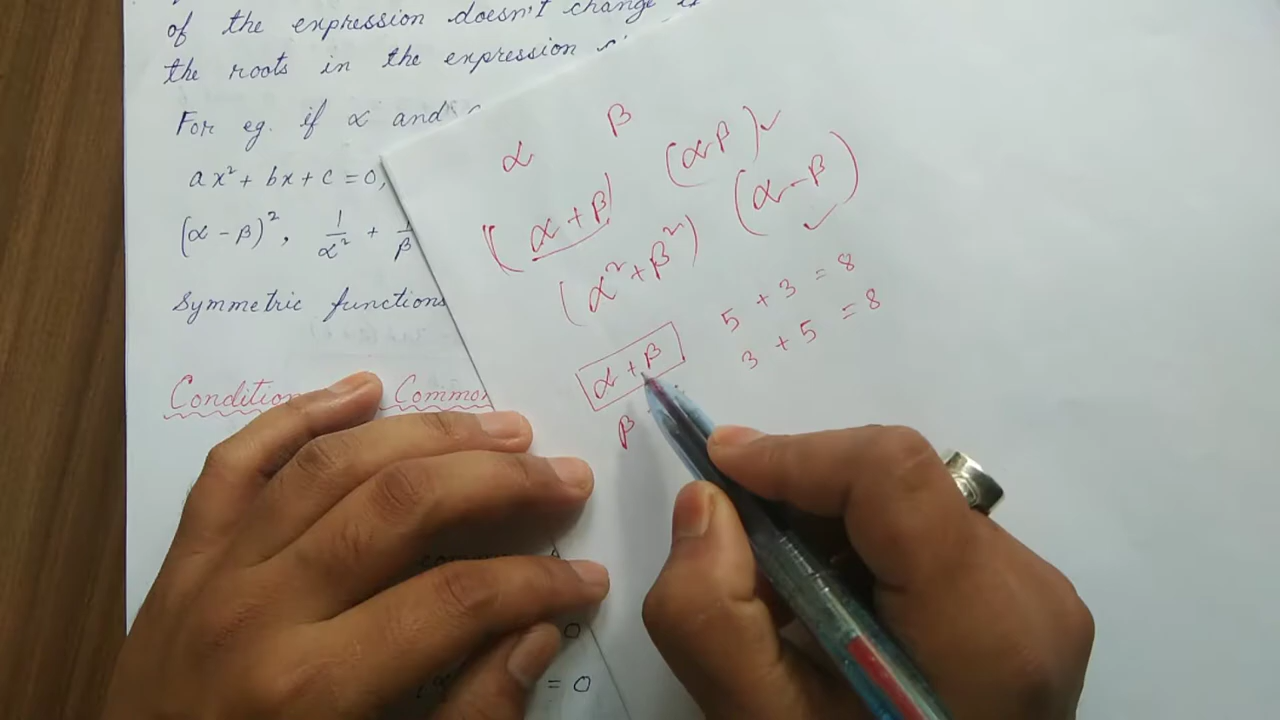 of the expression doesn't change
the roots in the expression
For eg. if α and
ax² + bx + c = 0,
(α - β)², 1/α² + 1/β
Symmetric functions
Condition Common
α β (αβ) ✓
(α + β) (α - β) ✓
(α² + β²)
5 + 3 = 8
3 + 5 = 8
α + β
β
0
= 0